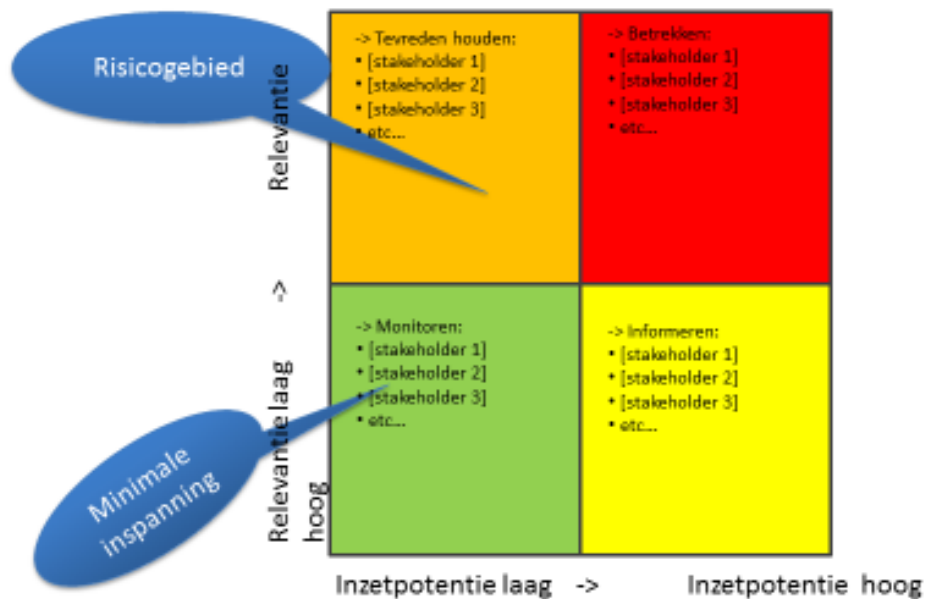 Risicogebied
Relevantie laag -> Relevantie
hoog
-> Tevreden houden:
• [stakeholder 1]
• [stakeholder 2]
• [stakeholder 3]
• etc...
-> Betrekken:
• [stakeholder 1]
• [stakeholder 2]
• [stakeholder 3]
• etc...
-> Monitoren:
• [stakeholder 1]
• [stakeholder 2]
• [stakeholder 3]
• etc...
-> Informeren:
• [stakeholder 1]
• [stakeholder 2]
• [stakeholder 3]
• etc...
Minimale
inspanning
Inzetpotentie laag -> Inzetpotentie hoog